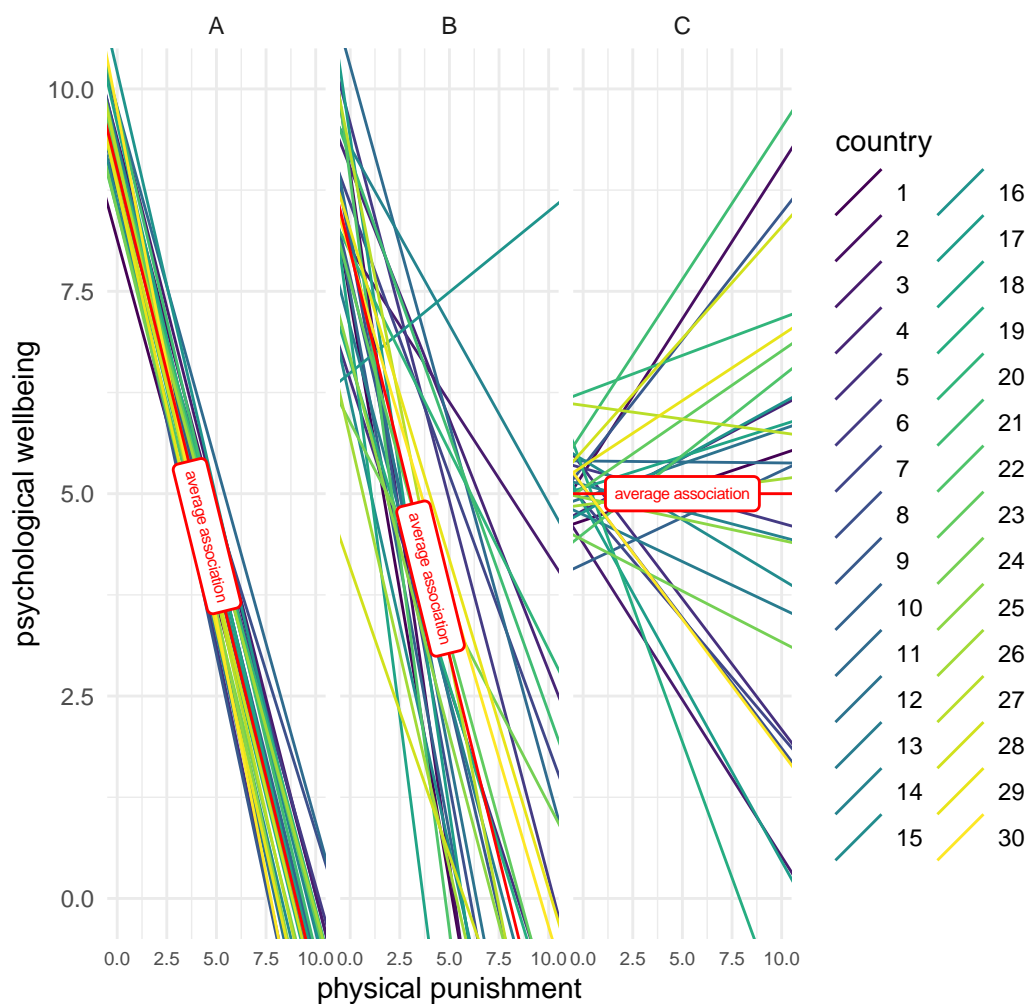 A B C
10.0
7.5
5.0
2.5
0.0
psychological wellbeing
average association
average association
average association
0.0 2.5 5.0 7.5 10.0 0.0 2.5 5.0 7.5 10.0 0.0 2.5 5.0 7.5 10.0
physical punishment
country
1 16
2 17
3 18
4 19
5 20
6 21
7 22
8 23
9 24
10 25
11 26
12 27
13 28
14 29
15 30